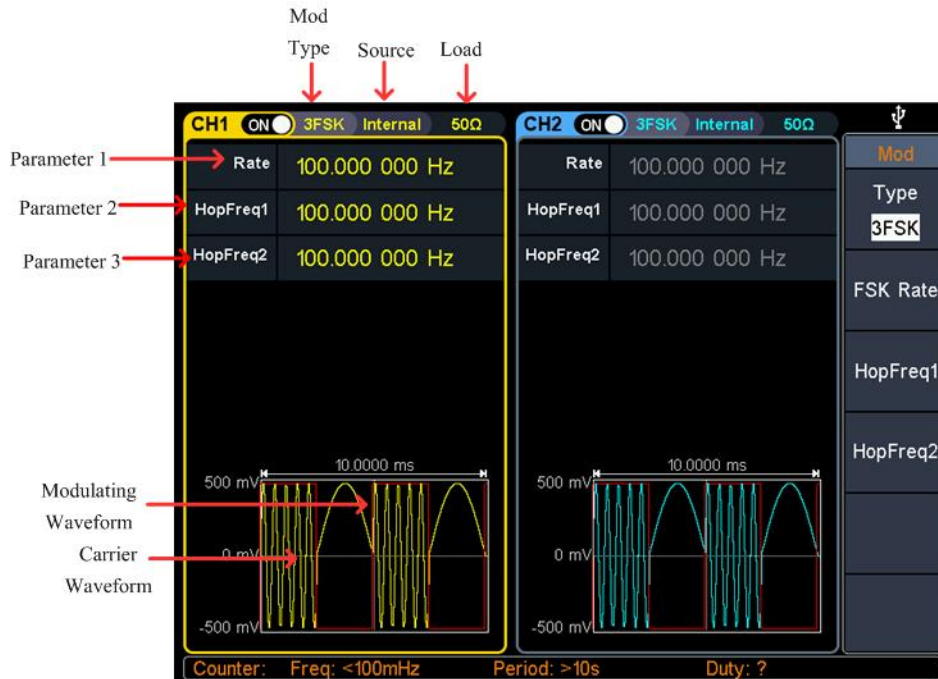 Mod
Type
Source
Load
CH1 ON 3FSK Internal 50Ω
CH2 ON 3FSK Internal 50Ω
Parameter 1
Rate 100.000 000 Hz
Rate 100.000 000 Hz
Parameter 2
HopFreq1 100.000 000 Hz
HopFreq1 100.000 000 Hz
Parameter 3
HopFreq2 100.000 000 Hz
HopFreq2 100.000 000 Hz
Mod
Type
3FSK
FSK Rate
HopFreq1
HopFreq2
10.0000 ms
500 mV
0 mV
-500 mV
10.0000 ms
500 mV
0 mV
-500 mV
Modulating
Waveform
Carrier
Waveform
Counter: Freq: <100mHz Period: >10s Duty: ?